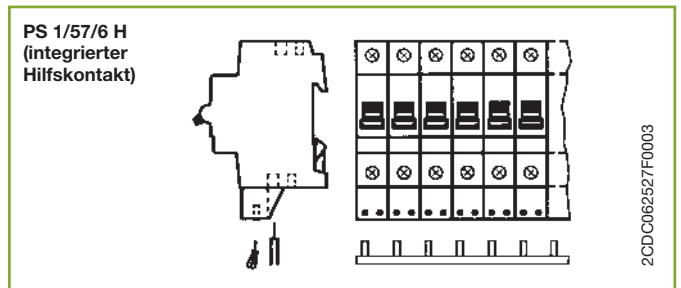 PS 1/57/6 H
(integrierter
Hilfskontakt)
2CDC062527F0003